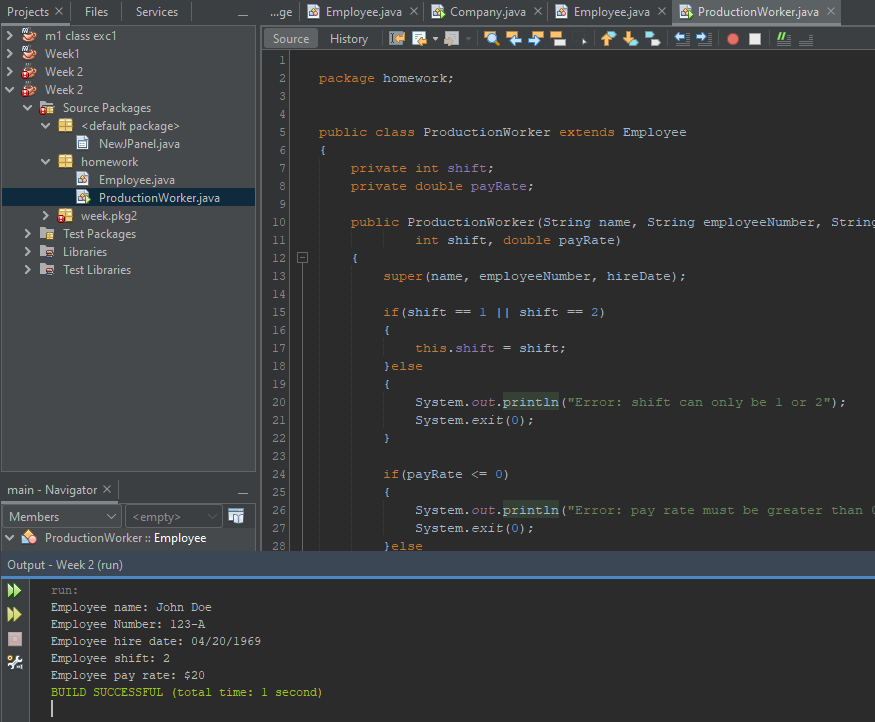 Projects Files Services
m1 class exc1
Week1
Week 2
Week 2
Source Packages
<default package>
NewJPanel.java
homework
Employee.java
ProductionWorker.java
week.pkg2
Test Packages
Libraries
Test Libraries
main - Navigator
Members <empty>
ProductionWorker :: Employee
...ge Employee.java Company.java Employee.java ProductionWorker.java
Source History
1
2 package homework;
3
4
5 public class ProductionWorker extends Employee
6 {
7 private int shift;
8 private double payRate;
9
10 public ProductionWorker(String name, String employeeNumber, String
11 int shift, double payRate)
12 {
13 super(name, employeeNumber, hireDate);
14
15 if(shift == 1 || shift == 2)
16 {
17 this.shift = shift;
18 }else
19 {
20 System.out.println("Error: shift can only be 1 or 2");
21 System.exit(0);
22 }
23
24 if(payRate <= 0)
25 {
26 System.out.println("Error: pay rate must be greater than
27 System.exit(0);
28 }else
Output - Week 2 (run)
run:
Employee name: John Doe
Employee Number: 123-A
Employee hire date: 04/20/1969
Employee shift: 2
Employee pay rate: $20
BUILD SUCCESSFUL (total time: 1 second)